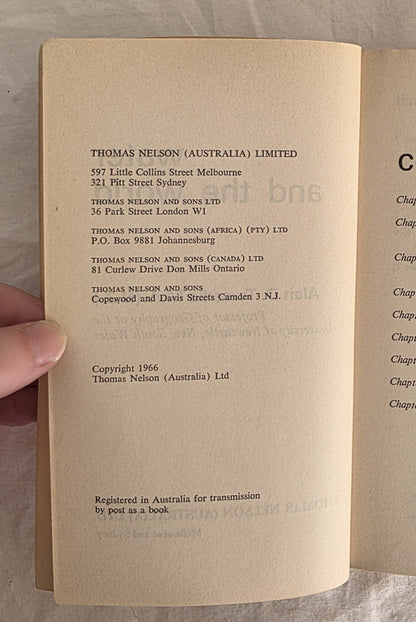 THOMAS NELSON (AUSTRALIA) LIMITED
597 Little Collins Street Melbourne
321 Pitt Street Sydney
THOMAS NELSON AND SONS LTD
36 Park Street London W1
THOMAS NELSON AND SONS (AFRICA) (PTY) LTD
P.O. Box 9881 Johannesburg
THOMAS NELSON AND SONS (CANADA) LTD
81 Curlew Drive Don Mills Ontario
THOMAS NELSON AND SONS
Copewood and Davis Streets Camden 3 N.J.
Copyright 1966
Thomas Nelson (Australia) Ltd
Registered in Australia for transmission
by post as a book